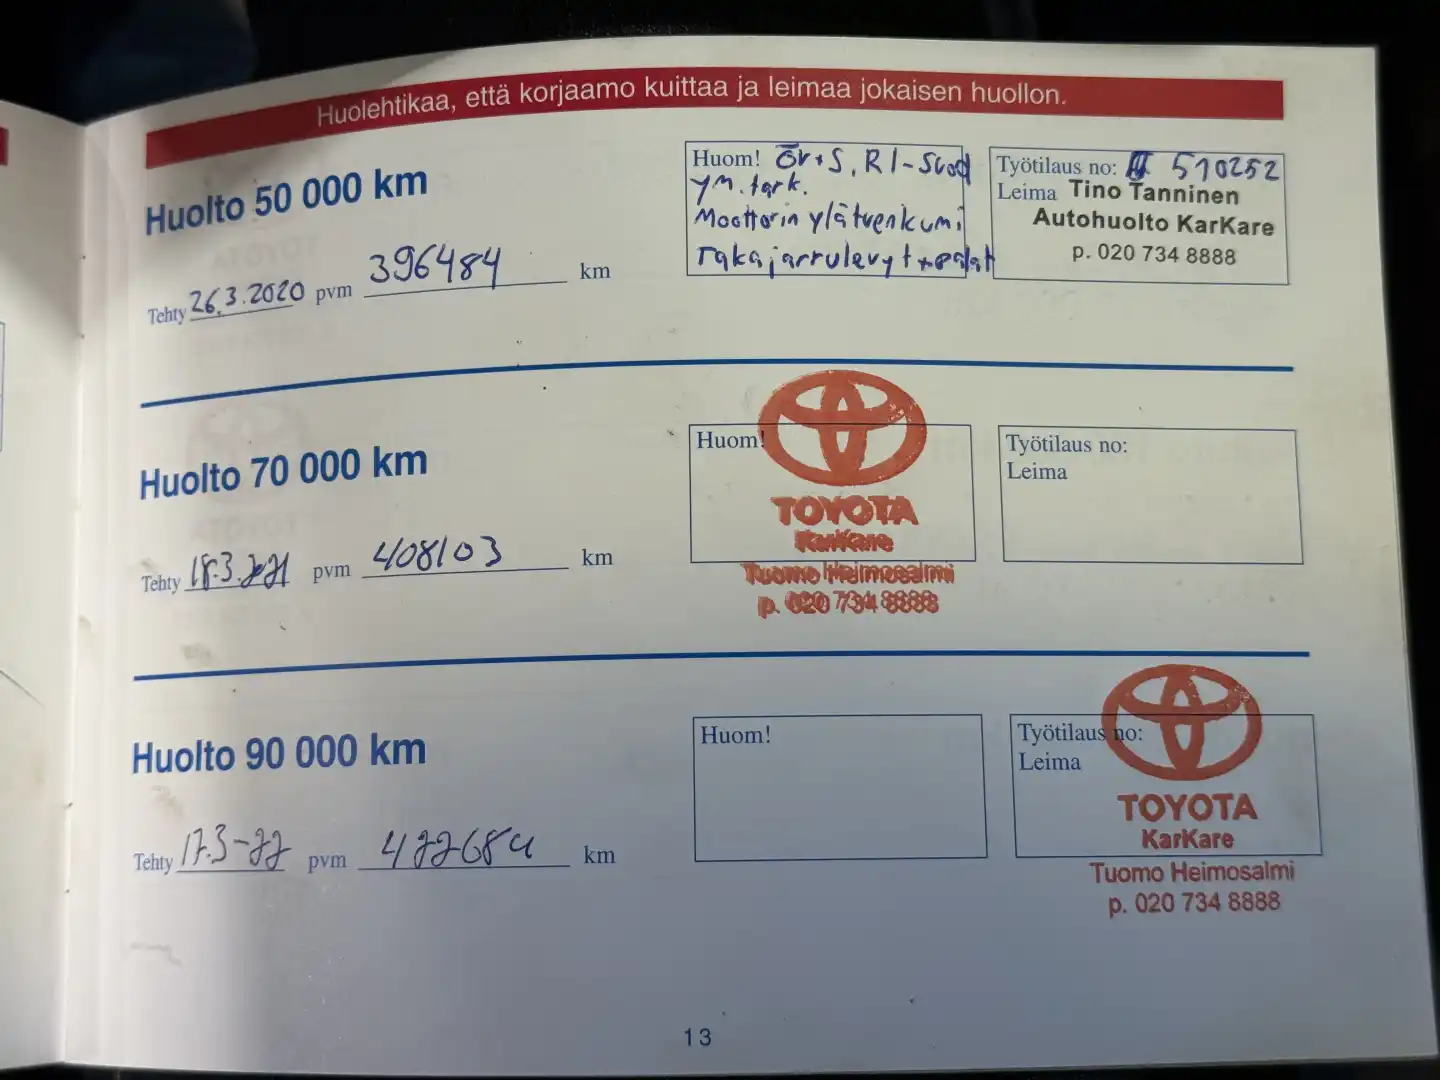 Huolehtikaa, että korjaamo kuittaa ja leimaa jokaisen huollon.
Huolto 50 000 km
Tehty 26.3.2020 pvm 396484 km
Huom! öv+S, RI-Suod
ym. tark.
Moottorin ylätuenkumi
Takajarrulevyt+palat
Työtilaus no: 510252
Leima Tino Tanninen
Autohuolto KarKare
p. 020 734 8888
Huolto 70 000 km
Tehty 18.3.2021 pvm 408103 km
Huom!
TOYOTA
KarKare
Tuomo Heimosalmi
p. 020 734 8888
Työtilaus no:
Leima
Huolto 90 000 km
Tehty 17.3-22 pvm 422684 km
Huom!
Työtilaus no:
Leima
TOYOTA
KarKare
Tuomo Heimosalmi
p. 020 734 8888
13